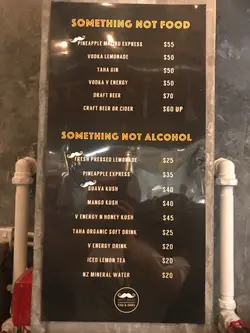 SOMETHING NOT FOOD
PINEAPPLE MALIBU EXPRESS $55
VODKA LEMONADE $50
TAHA GIN $50
VODKA V ENERGY $50
DRAFT BEER $70
CRAFT BEER OR CIDER $60 UP
SOMETHING NOT ALCOHOL
FRESH PRESSED LEMONADE $25
PINEAPPLE EXPRESS $35
GUAVA KUSH $40
MANGO KUSH $40
V ENERGY N HONEY KUSH $45
TAHA ORGANIC SOFT DRINK $25
V ENERGY DRINK $20
ICED LEMON TEA $20
NZ MINERAL WATER $20